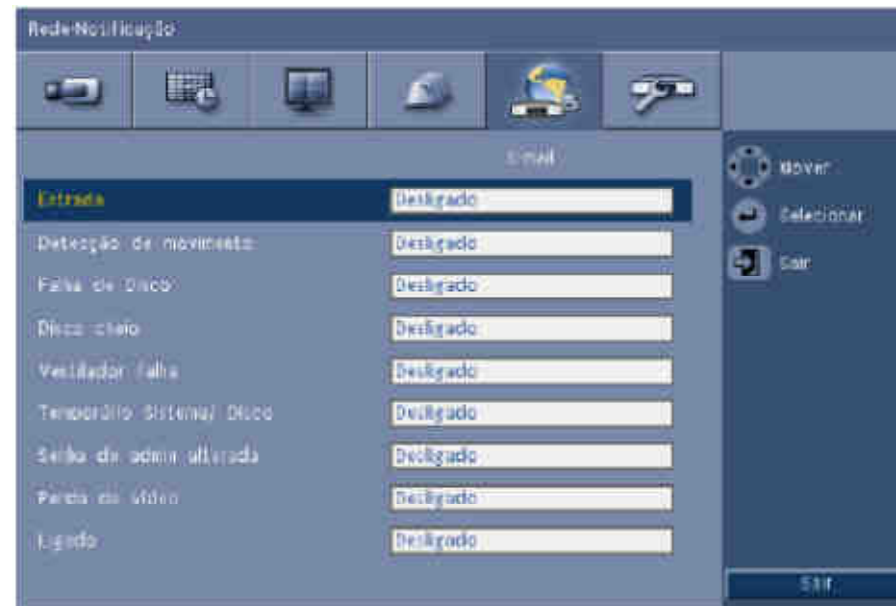 Rede-Notificação
E-mail
Entrada Desligado
Detecção de movimento Desligado
Falha de Disco Desligado
Disco cheio Desligado
Ventilador falha Desligado
Temporário Sistema/ Disco Desligado
Senha de admin alterada Desligado
Perda de vídeo Desligado
Ligado Desligado
Mover
Selecionar
Sair
Sair